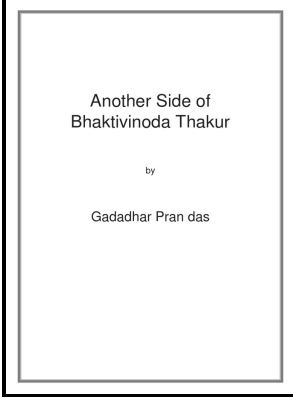 Another Side of
Bhaktivinoda Thakur
by
Gadadhar Pran das